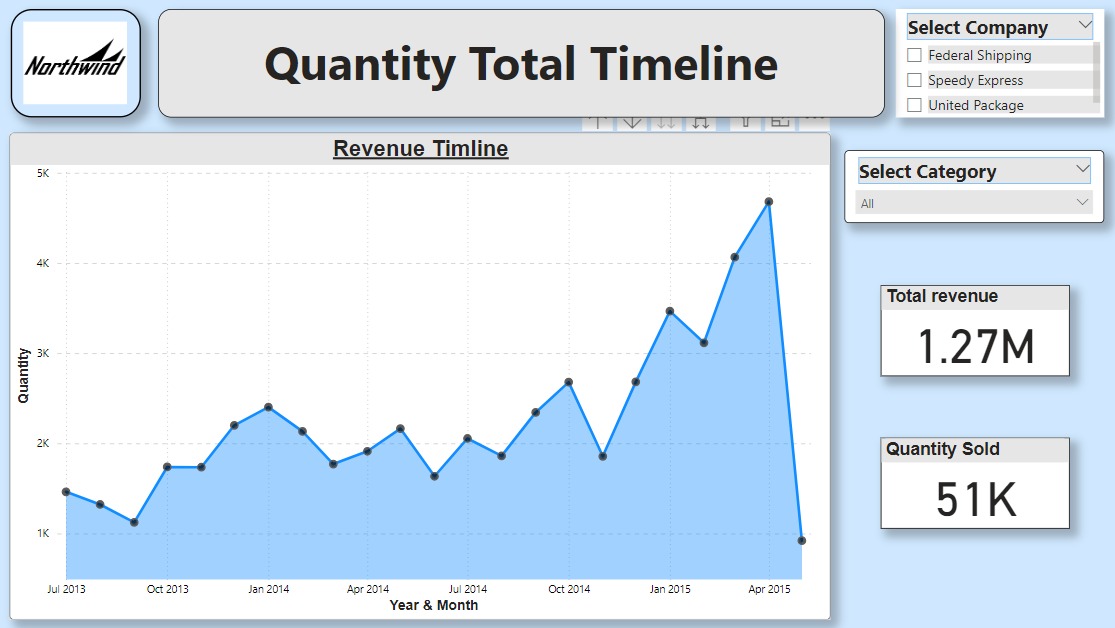 Northwind
Quantity Total Timeline
Select Company
Federal Shipping
Speedy Express
United Package
Revenue Timline
Select Category
All
5K
4K
3K
2K
1K
Quantity
Jul 2013 Oct 2013 Jan 2014 Apr 2014 Jul 2014 Oct 2014 Jan 2015 Apr 2015
Year & Month
Total revenue
1.27M
Quantity Sold
51K